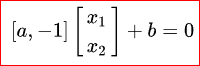 [a, -1] [x₁ x₂] + b = 0